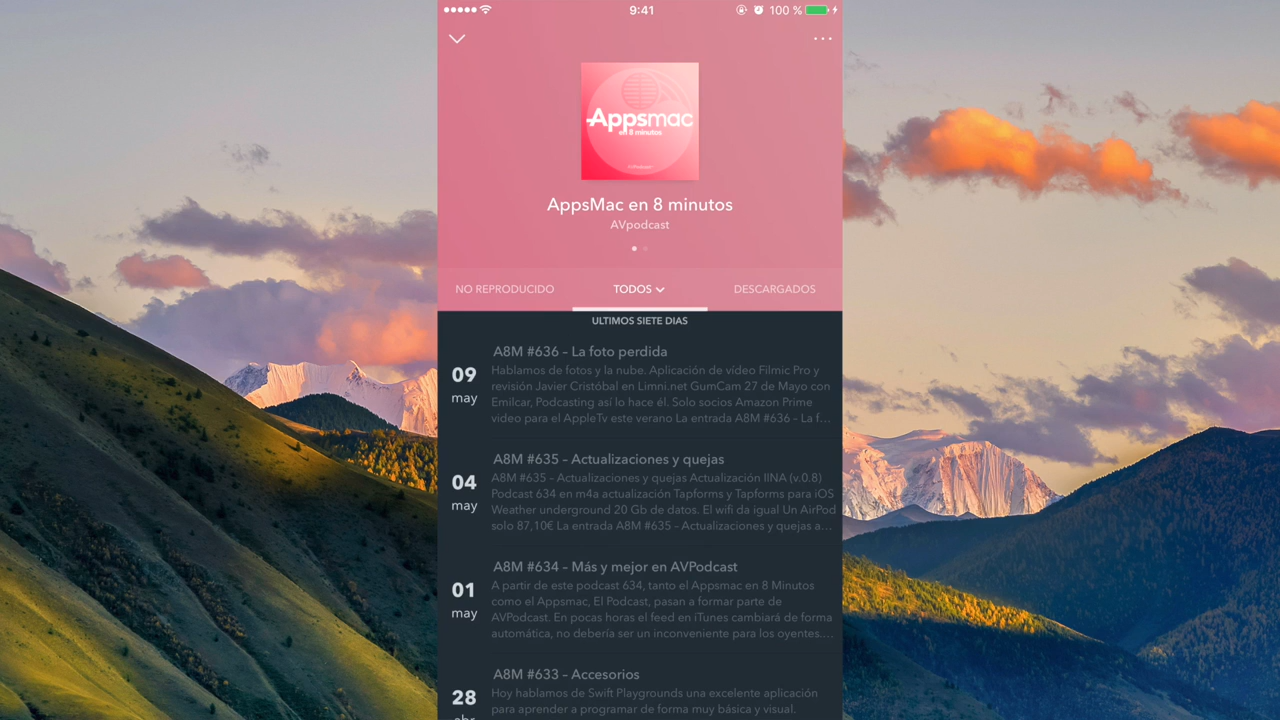 9:41
100 %
Appsmac
en 8 minutos
AppsMac en 8 minutos
AVpodcast
NO REPRODUCIDO
TODOS
DESCARGADOS
ULTIMOS SIETE DIAS
A8M #636 – La foto perdida
09
may
Hablamos de fotos y la nube. Aplicación de vídeo Filmic Pro y
revisión Javier Cristóbal en Limni.net GumCam 27 de Mayo con
Emilcar, Podcasting así lo hace él. Solo socios Amazon Prime
video para el AppleTv este verano La entrada A8M #636 – La f…
A8M #635 – Actualizaciones y quejas
04
may
A8M #635 - Actualizaciones y quejas Actualización IINA (v.0.8)
Podcast 634 en m4a actualización Tapforms y Tapforms para iOS
Weather underground 20 Gb de datos. El wifi da igual Un AirPod
solo 87,10€ La entrada A8M #635 - Actualizaciones y quejas a…
A8M #634 – Más y mejor en AVPodcast
01
may
A partir de este podcast 634, tanto el Appsmac en 8 Minutos
como el Appsmac, El Podcast, pasan a formar parte de
AVPodcast. En pocas horas el feed en iTunes cambiará de forma
automática, no debería ser un inconveniente para los oyentes.…
A8M #633 – Accesorios
28
abr
Hoy hablamos de Swift Playgrounds una excelente aplicación
para aprender a programar de forma muy básica y visual.